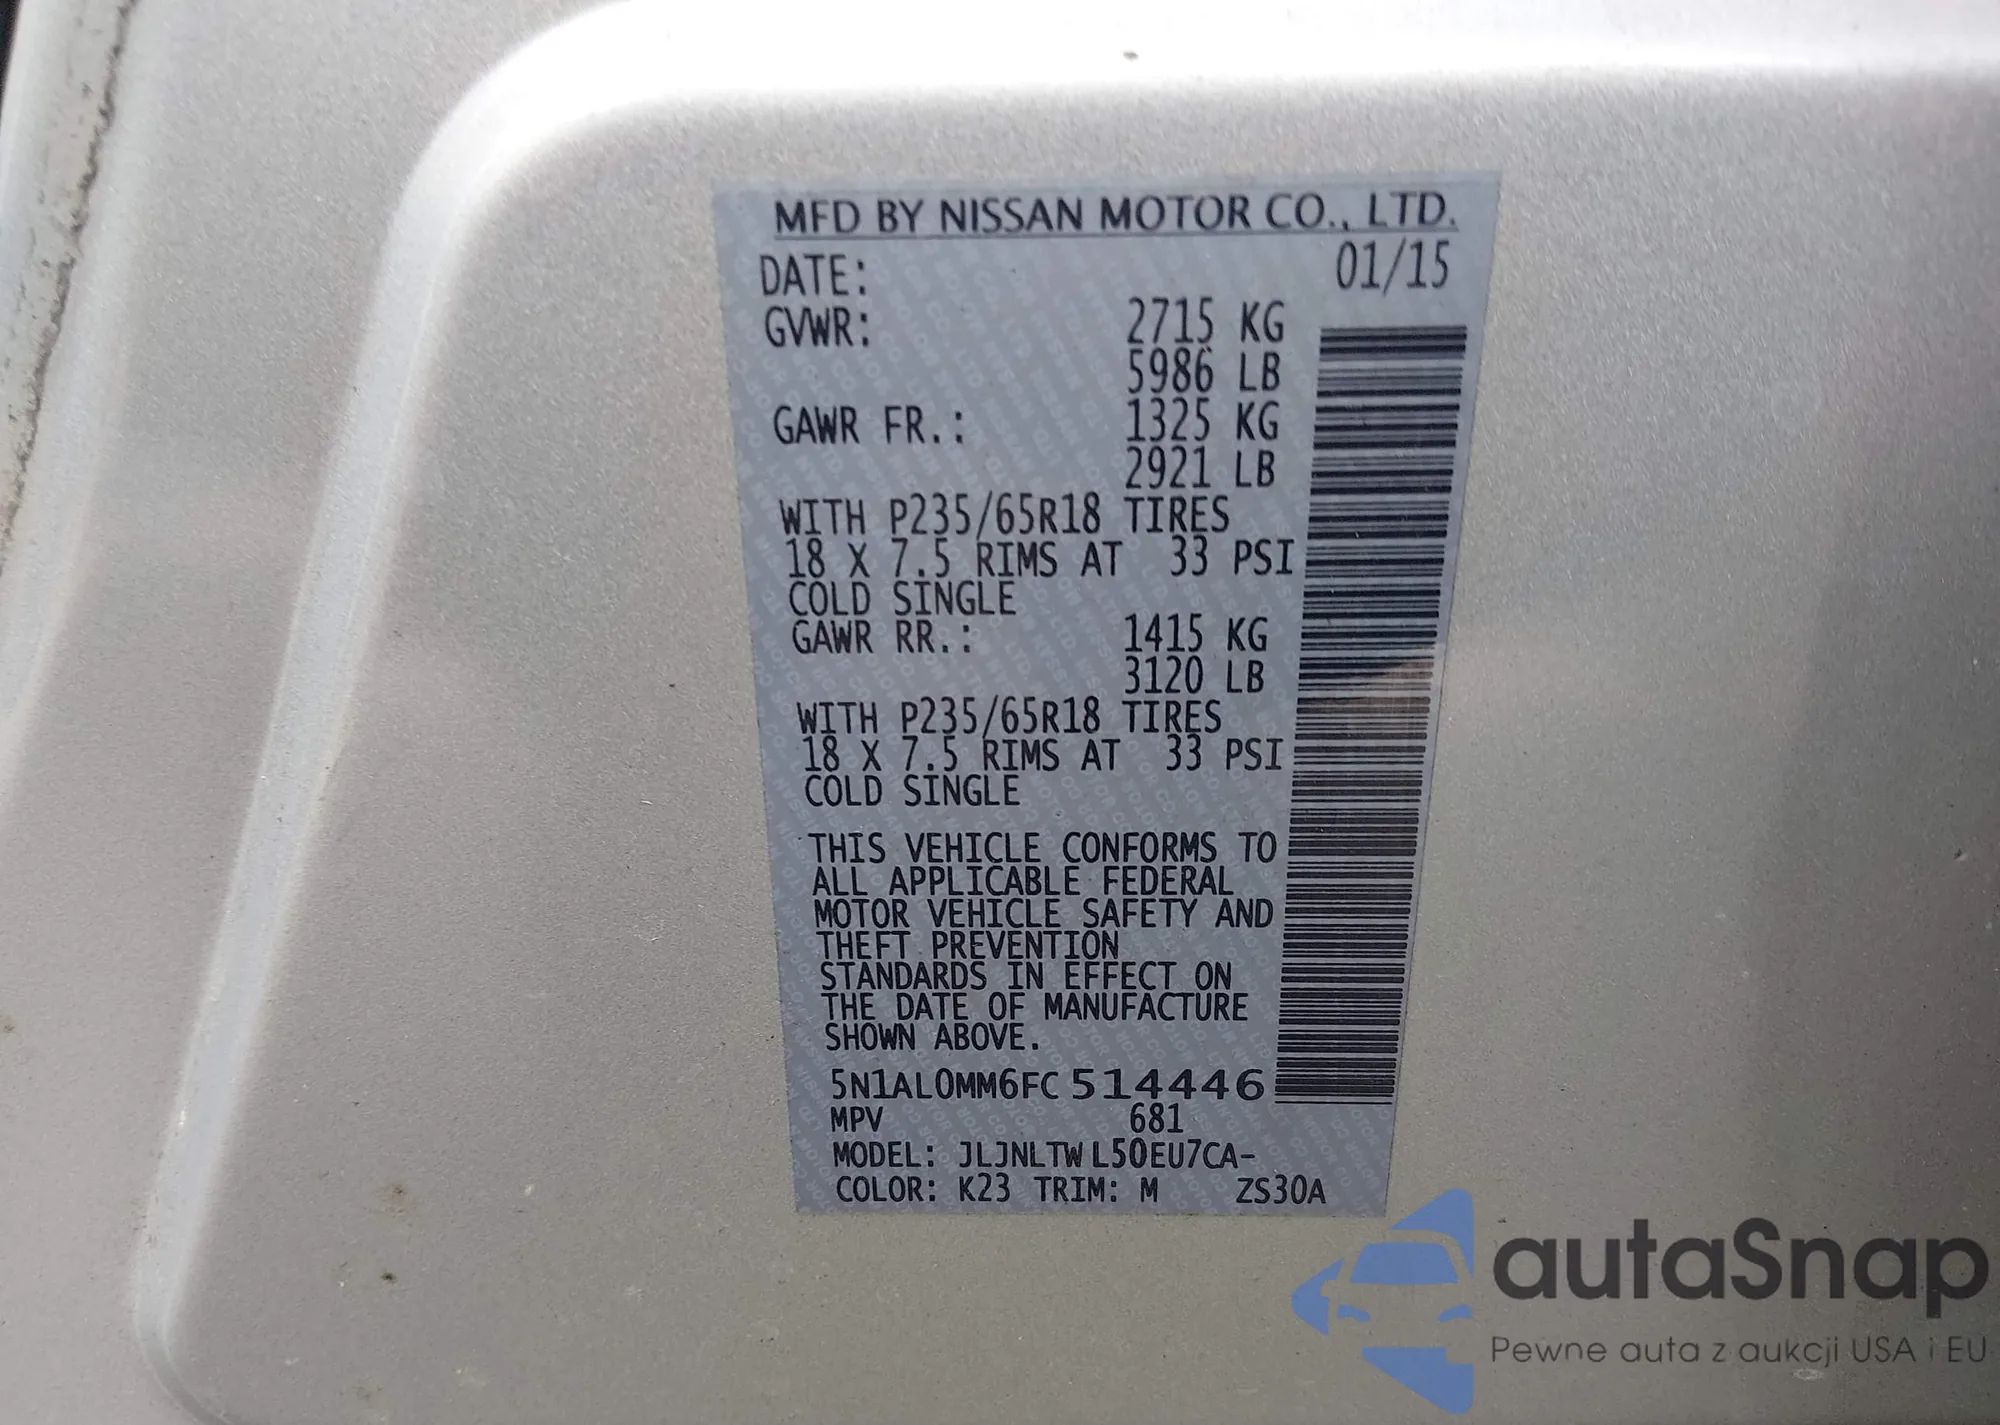 MFD BY NISSAN MOTOR CO., LTD.
DATE: 01/15
GVWR: 2715 KG
5986 LB
GAWR FR.: 1325 KG
2921 LB
WITH P235/65R18 TIRES
18 X 7.5 RIMS AT 33 PSI
COLD SINGLE
GAWR RR.: 1415 KG
3120 LB
WITH P235/65R18 TIRES
18 X 7.5 RIMS AT 33 PSI
COLD SINGLE
THIS VEHICLE CONFORMS TO
ALL APPLICABLE FEDERAL
MOTOR VEHICLE SAFETY AND
THEFT PREVENTION
STANDARDS IN EFFECT ON
THE DATE OF MANUFACTURE
SHOWN ABOVE.
5N1AL0MM6FC514446
MPV 681
MODEL: JLJNLTWL50EU7CA-
COLOR: K23 TRIM: M ZS30A
autaSnap
Pewne auta z aukcji USA i EU